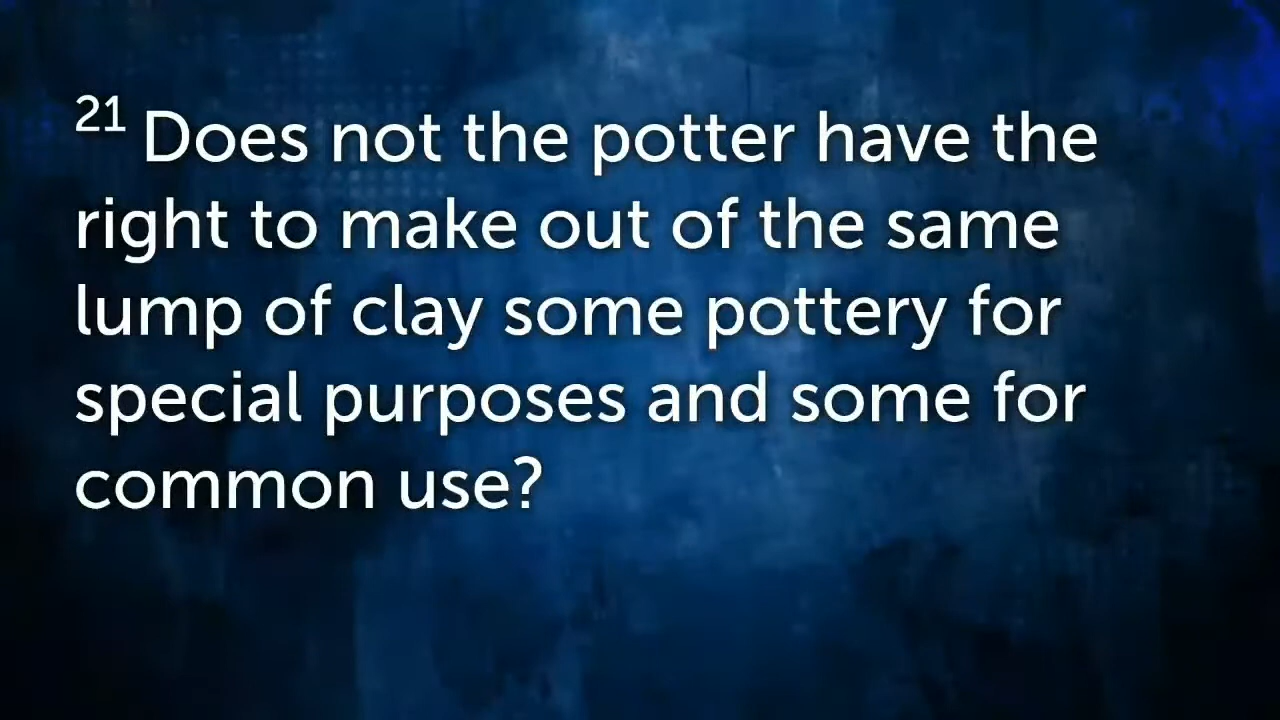 21 Does not the potter have the
right to make out of the same
lump of clay some pottery for
special purposes and some for
common use?